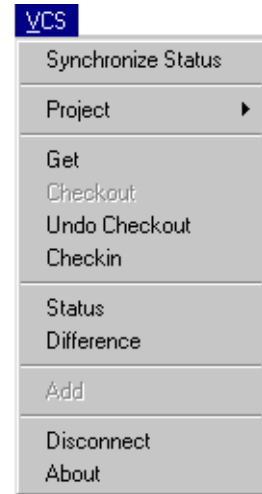 VCS
Synchronize Status
Project
Get
Checkout
Undo Checkout
Checkin
Status
Difference
Add
Disconnect
About